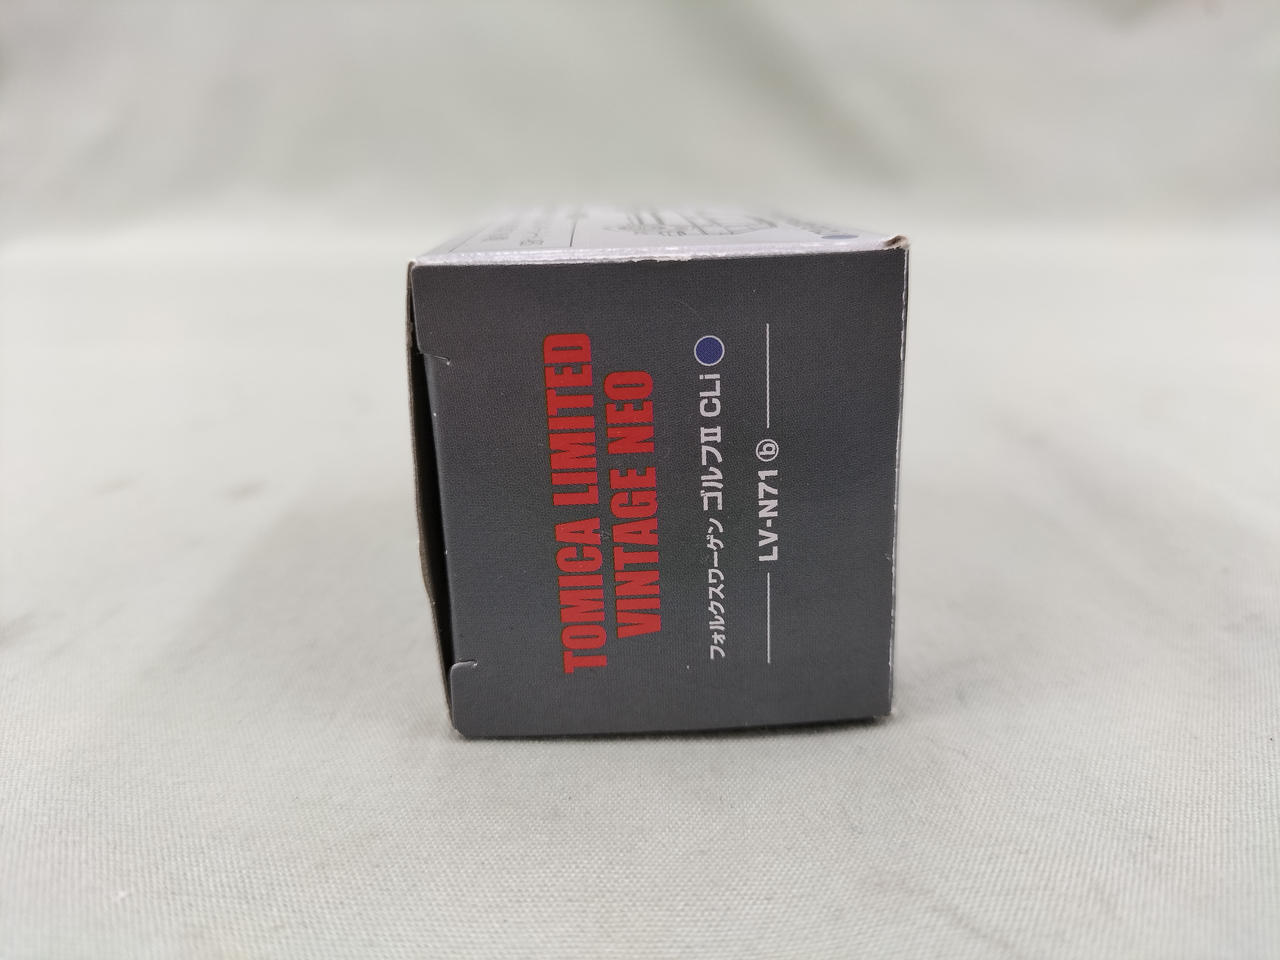 TOMICA LIMITED
VINTAGE NEO
フォルクスワーゲン ゴルフII CLi
LV-N71 ⓑ